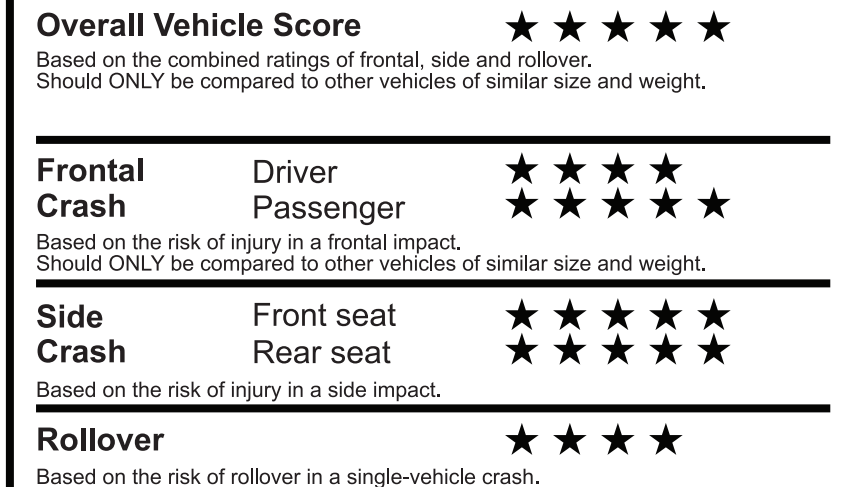 Overall Vehicle Score ★ ★ ★ ★ ★
Based on the combined ratings of frontal, side and rollover.
Should ONLY be compared to other vehicles of similar size and weight.
Frontal Driver ★ ★ ★ ★
Crash Passenger ★ ★ ★ ★ ★
Based on the risk of injury in a frontal impact.
Should ONLY be compared to other vehicles of similar size and weight.
Side Front seat ★ ★ ★ ★ ★
Crash Rear seat ★ ★ ★ ★ ★
Based on the risk of injury in a side impact.
Rollover ★ ★ ★ ★
Based on the risk of rollover in a single-vehicle crash.